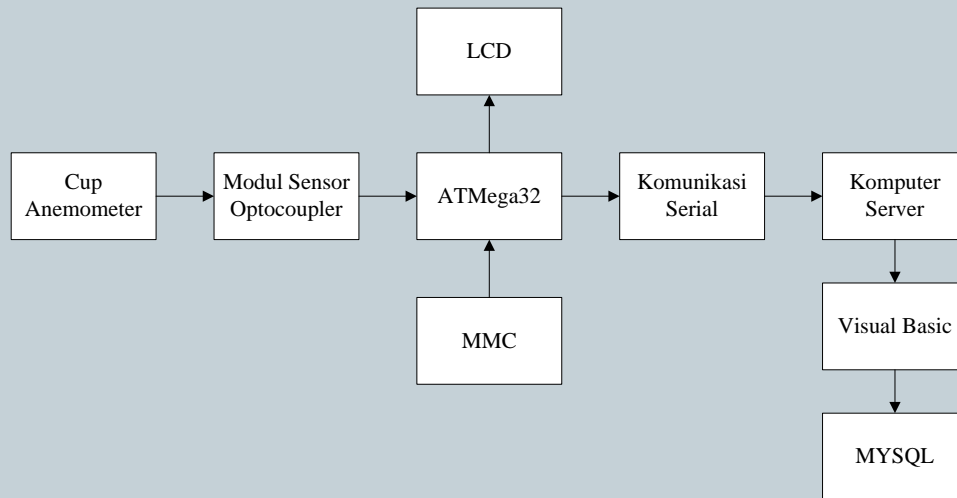 LCD
Cup
Anemometer
Modul Sensor
Optocoupler
ATMega32
Komunikasi
Serial
Komputer
Server
MMC
Visual Basic
MYSQL